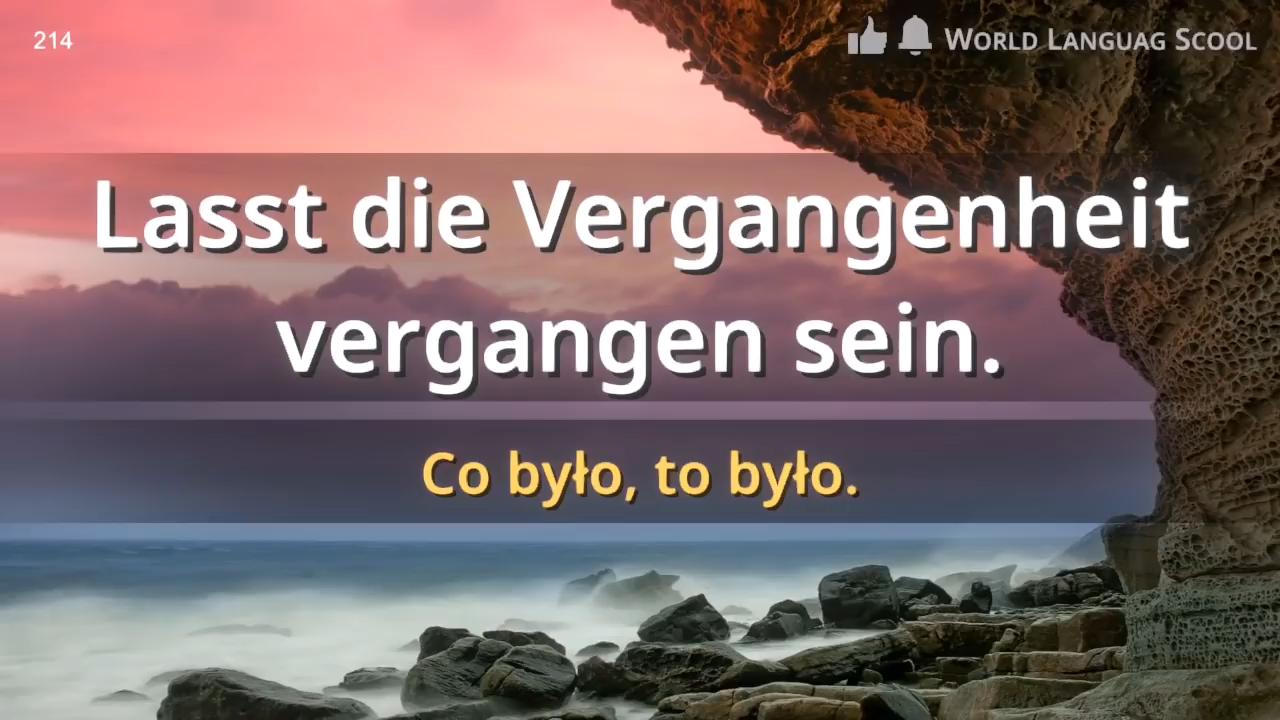 214
World Languag Scool
Lasst die Vergangenheit
vergangen sein.
Co było, to było.